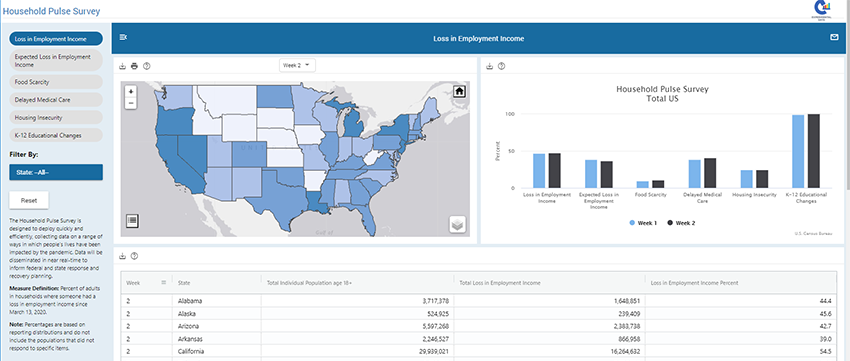 Household Pulse Survey
Loss in Employment Income
Expected Loss in Employment
Income
Food Scarcity
Delayed Medical Care
Housing Insecurity
K-12 Educational Changes
Filter By:
State: --All--
Reset
The Household Pulse Survey is
designed to deploy quickly and
efficiently, collecting data on a range
of ways in which people's lives have been
impacted by the pandemic. Data will be
disseminated in near real-time to
inform federal and state response and
recovery planning.
Measure Definition: Percent of adults
in households where someone had a
loss in employment income since
March 13, 2020.
Note: Percentages are based on
reporting distributions and do not
include the populations that did not
respond to specific items.
Loss in Employment Income
Week 2
+
−
Household Pulse Survey
Total US
Percent
100
50
0
Loss in Employment
Income
Expected Loss in
Employment
Income
Food Scarcity
Delayed Medical
Care
Housing Insecurity
K-12 Educational
Changes
Week 1
Week 2
U.S. Census Bureau
Week State Total Individual Population age 18+ Total Loss in Employment Income Loss in Employment Income Percent
2 Alabama 3,717,378 1,648,851 44.4
2 Alaska 524,925 239,409 45.6
2 Arizona 5,597,268 2,383,738 42.7
2 Arkansas 2,246,527 866,958 39.0
2 California 29,939,021 16,264,632 54.5